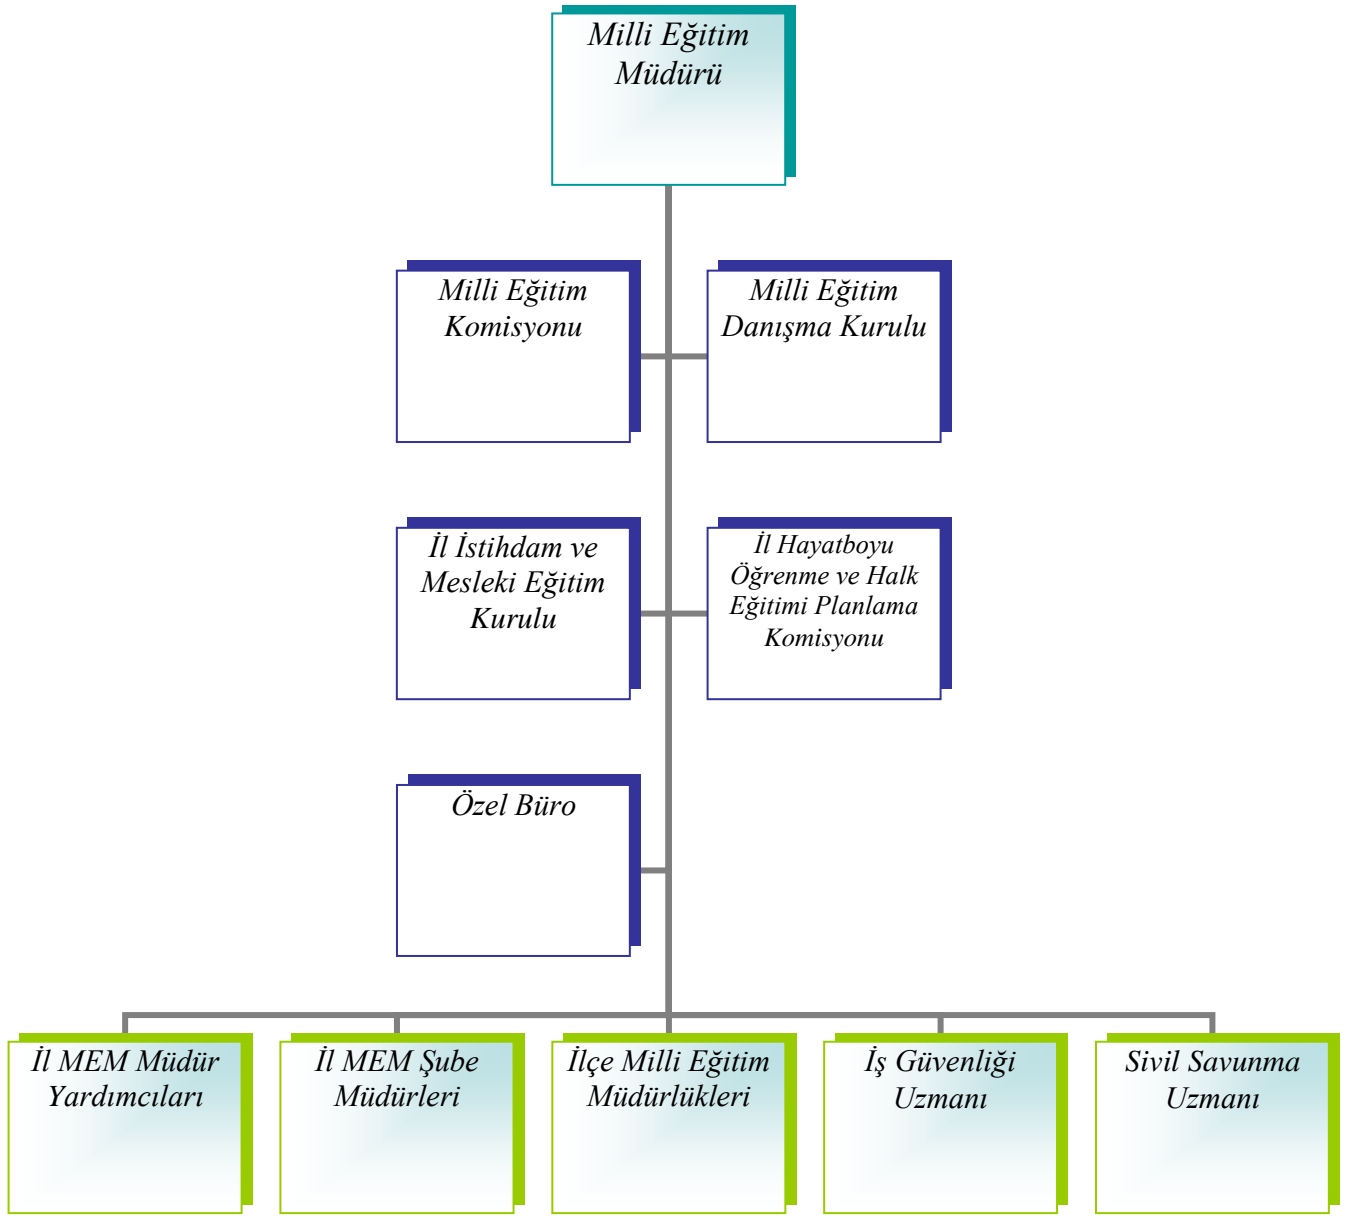 Milli Eğitim
Müdürü
Milli Eğitim
Komisyonu
Milli Eğitim
Danışma Kurulu
İl İstihdam ve
Mesleki Eğitim
Kurulu
İl Hayatboyu
Öğrenme ve Halk
Eğitimi Planlama
Komisyonu
Özel Büro
İl MEM Müdür
Yardımcıları
İl MEM Şube
Müdürleri
İlçe Milli Eğitim
Müdürlükleri
İş Güvenliği
Uzmanı
Sivil Savunma
Uzmanı